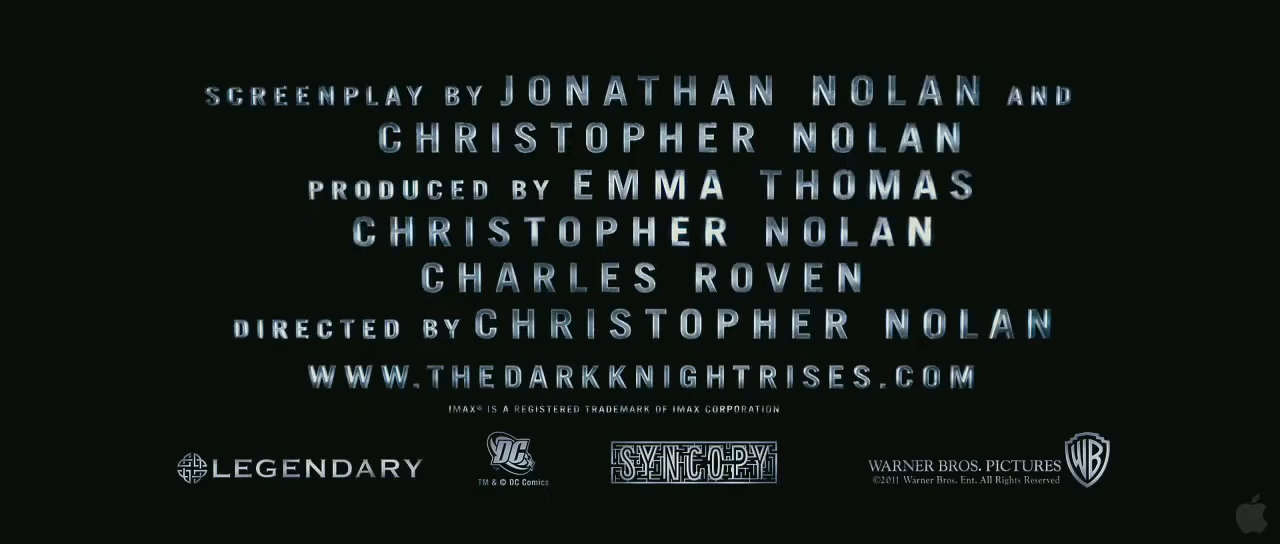 SCREENPLAY BY JONATHAN NOLAN AND
CHRISTOPHER NOLAN
PRODUCED BY EMMA THOMAS
CHRISTOPHER NOLAN
CHARLES ROVEN
DIRECTED BY CHRISTOPHER NOLAN
WWW.THEDARKKNIGHTRISES.COM
IMAX® IS A REGISTERED TRADEMARK OF IMAX CORPORATION
LEGENDARY
DC
TM & © DC Comics
SYNCOPY
WARNER BROS. PICTURES
©2011 Warner Bros. Ent. All Rights Reserved
WB